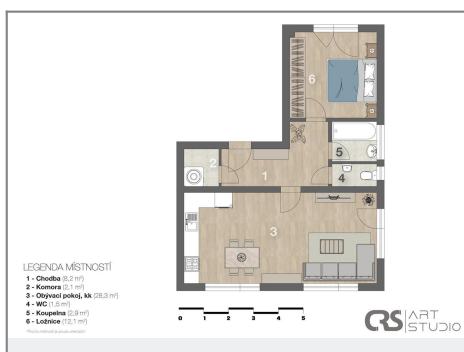 6
5
2
1
4
3
LEGENDA MÍSTNOSTÍ
1 - Chodba (8,2 m²)
2 - Komora (2,1 m²)
3 - Obývací pokoj, kk (28,3 m²)
4 - WC (1,5 m²)
5 - Koupelna (2,9 m²)
6 - Ložnice (12,1 m²)
0 1 2 3 4 5
CRS ART
STUDIO